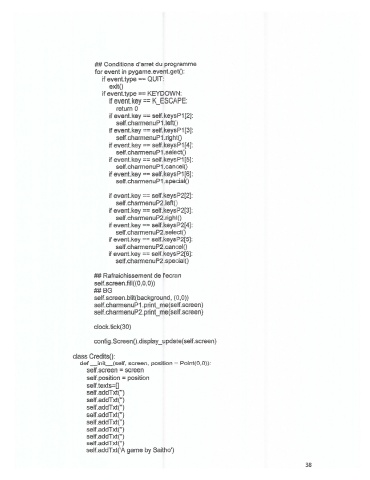 ## Conditions d'arret du programme
for event in pygame.event.get():
if event.type == QUIT:
exit()
if event.type == KEYDOWN:
if event.key == K_ESCAPE:
return 0
if event.key == self.keysP1[2]:
self.charmenuP1.left()
if event.key == self.keysP1[3]:
self.charmenuP1.right()
if event.key == self.keysP1[4]:
self.charmenuP1.select()
if event.key == self.keysP1[5]:
self.charmenuP1.cancel()
if event.key == self.keysP1[6]:
self.charmenuP1.special()
if event.key == self.keysP2[2]:
self.charmenuP2.left()
if event.key == self.keysP2[3]:
self.charmenuP2.right()
if event.key == self.keysP2[4]:
self.charmenuP2.select()
if event.key == self.keysP2[5]:
self.charmenuP2.cancel()
if event.key == self.keysP2[6]:
self.charmenuP2.special()
## Rafraichissement de l'ecran
self.screen.fill((0,0,0))
## BG
self.screen.blit(background, (0,0))
self.charmenuP1.print_me(self.screen)
self.charmenuP2.print_me(self.screen)
clock.tick(30)
config.Screen().display_update(self.screen)
class Credits():
def __init__(self, screen, position = Point(0,0)):
self.screen = screen
self.position = position
self.texts=[]
self.addTxt('')
self.addTxt('')
self.addTxt('')
self.addTxt('')
self.addTxt('')
self.addTxt('')
self.addTxt('')
self.addTxt('')
self.addTxt('A game by Saitho')
38